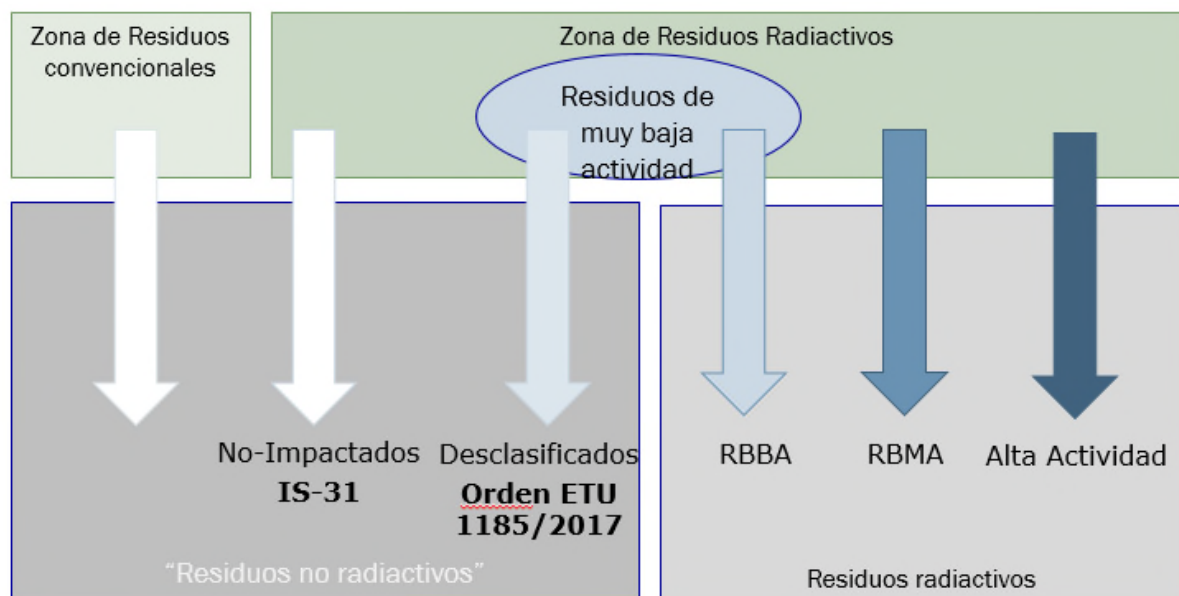 Zona de Residuos
convencionales
Zona de Residuos Radiactivos
Residuos de
muy baja
actividad
No-Impactados
IS-31
Desclasificados
Orden ETU
1185/2017
"Residuos no radiactivos"
RBBA
RBMA
Alta Actividad
Residuos radiactivos